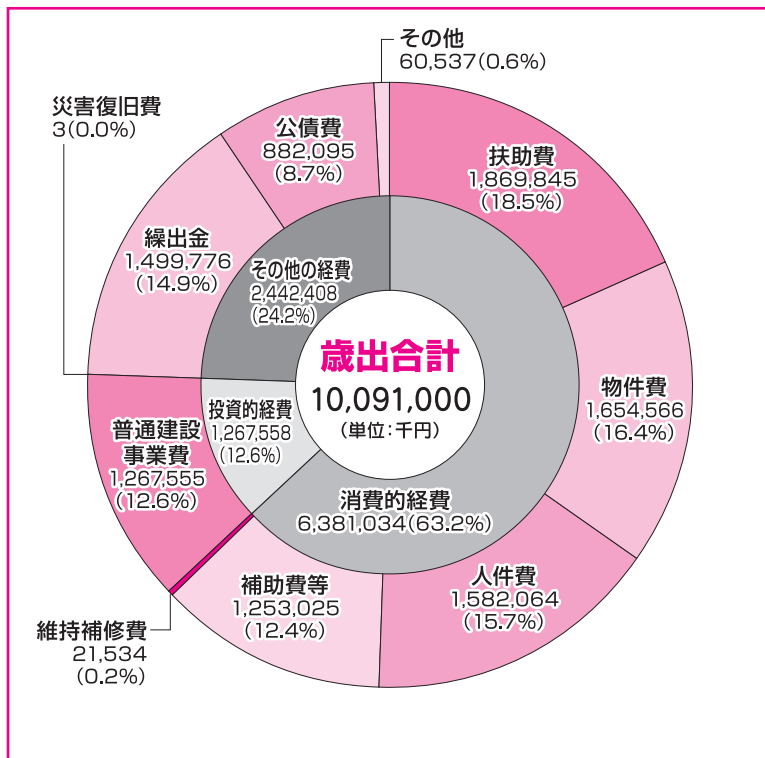 その他
60,537(0.6%)
災害復旧費
3(0.0%)
公債費
882,095
(8.7%)
扶助費
1,869,845
(18.5%)
繰出金
1,499,776
(14.9%)
その他の経費
2,442,408
(24.2%)
歳出合計
10,091,000
(単位:千円)
物件費
1,654,566
(16.4%)
投資的経費
1,267,558
(12.6%)
普通建設
事業費
1,267,555
(12.6%)
消費的経費
6,381,034(63.2%)
人件費
1,582,064
(15.7%)
補助費等
1,253,025
(12.4%)
維持補修費
21,534
(0.2%)